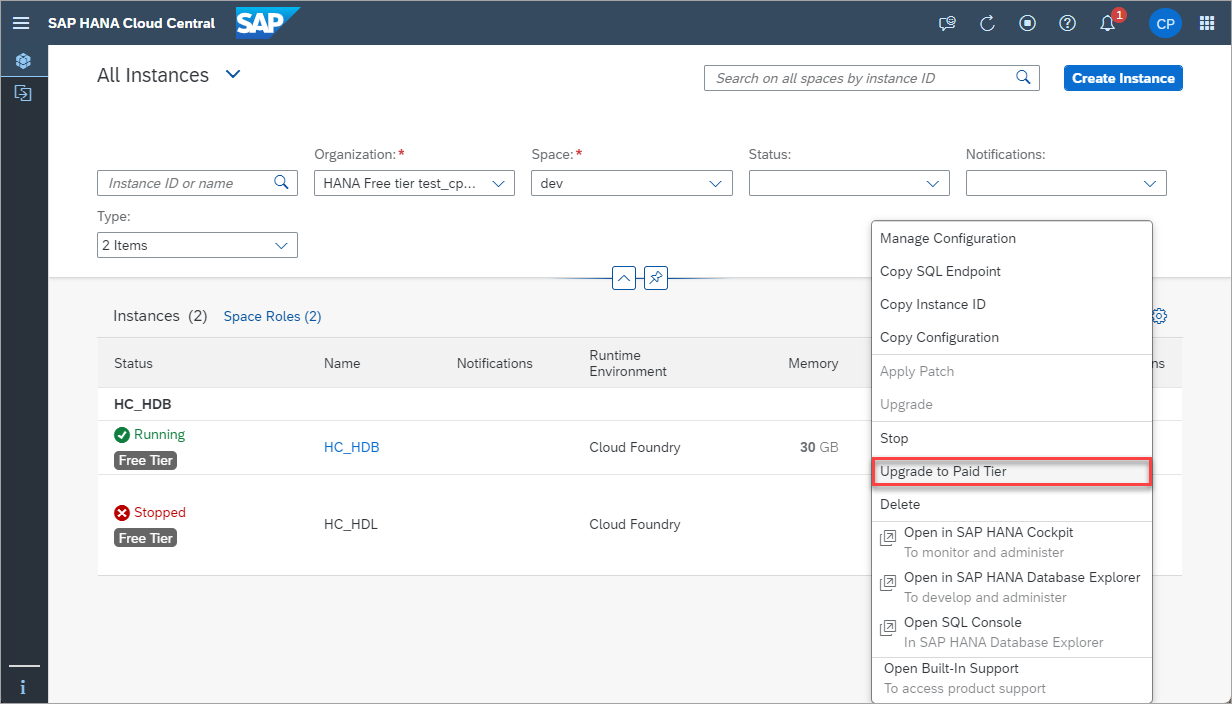 SAP HANA Cloud Central
SAP
1
CP
All Instances
Search on all spaces by instance ID
Create Instance
Organization:*
Space:*
Status:
Notifications:
Instance ID or name
HANA Free tier test_cp...
dev
Type:
2 Items
Manage Configuration
Copy SQL Endpoint
Copy Instance ID
Copy Configuration
Apply Patch
Upgrade
Stop
Upgrade to Paid Tier
Delete
Open in SAP HANA Cockpit
To monitor and administer
Open in SAP HANA Database Explorer
To develop and administer
Open SQL Console
In SAP HANA Database Explorer
Open Built-In Support
To access product support
Instances (2)
Space Roles (2)
Status
Name
Notifications
Runtime
Environment
Memory
ns
HC_HDB
Running
Free Tier
HC_HDB
Cloud Foundry
30 GB
Stopped
Free Tier
HC_HDL
Cloud Foundry